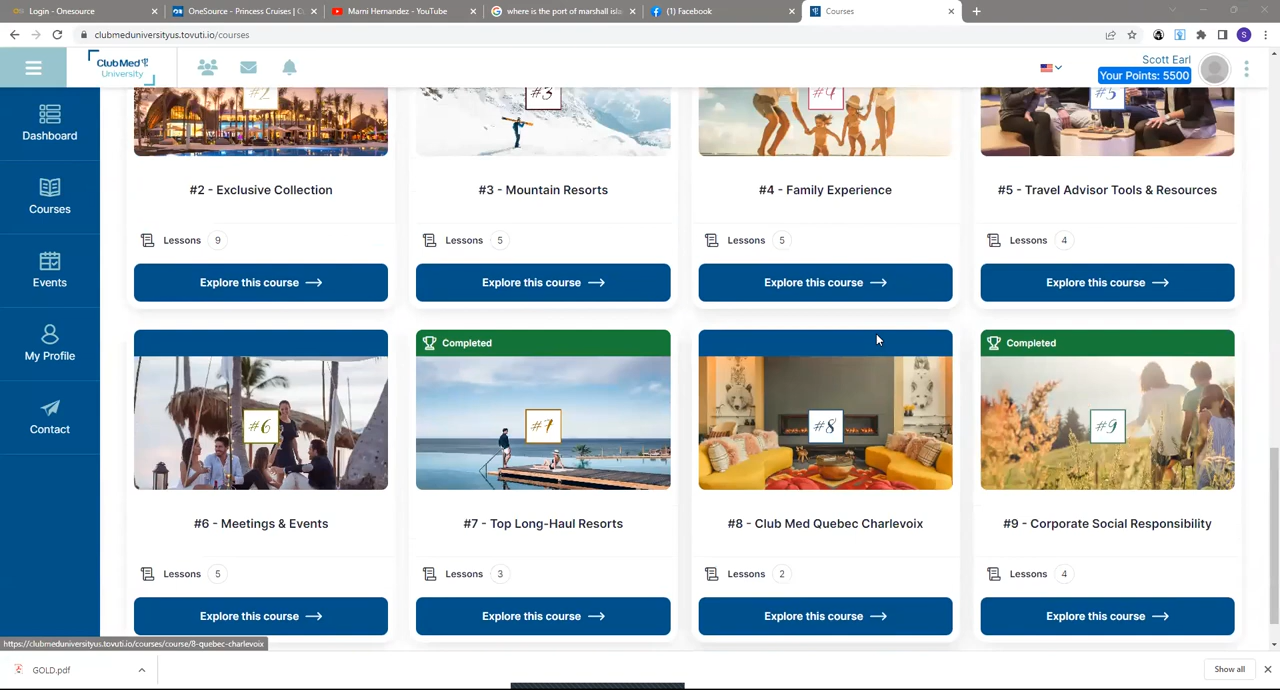 Login - Onesource
OneSource - Princess Cruises | C
Marni Hernandez - YouTube
where is the port of marshall isla
(1) Facebook
Courses
clubmeduniversityus.tovuti.io/courses
S
Club Med
University
Scott Earl
Your Points: 5500
Dashboard
Courses
Events
My Profile
Contact
#2
#3
#4
#5
#2 - Exclusive Collection
#3 - Mountain Resorts
#4 - Family Experience
#5 - Travel Advisor Tools & Resources
Lessons 9
Lessons 5
Lessons 5
Lessons 4
Explore this course
Explore this course
Explore this course
Explore this course
Completed
Completed
#6
#7
#8
#9
#6 - Meetings & Events
#7 - Top Long-Haul Resorts
#8 - Club Med Quebec Charlevoix
#9 - Corporate Social Responsibility
Lessons 5
Lessons 3
Lessons 2
Lessons 4
Explore this course
Explore this course
Explore this course
Explore this course
https://clubmeduniversityus.tovuti.io/courses/course/8-quebec-charlevoix
GOLD.pdf
Show all